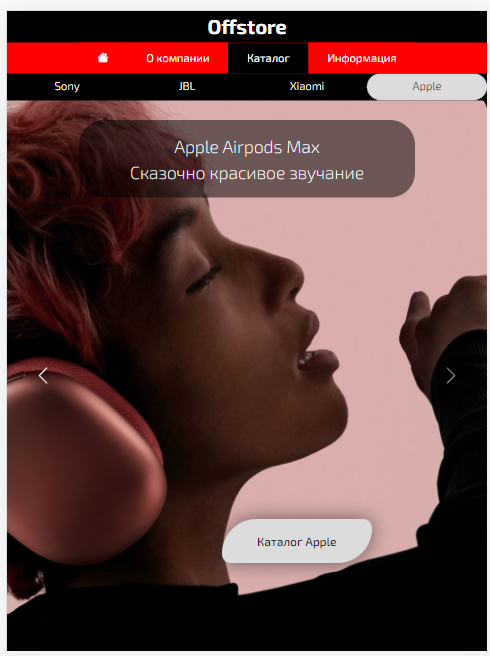 Offstore
О компании
Каталог
Информация
Sony
JBL
Xiaomi
Apple
Apple Airpods Max
Сказочно красивое звучание
Каталог Apple